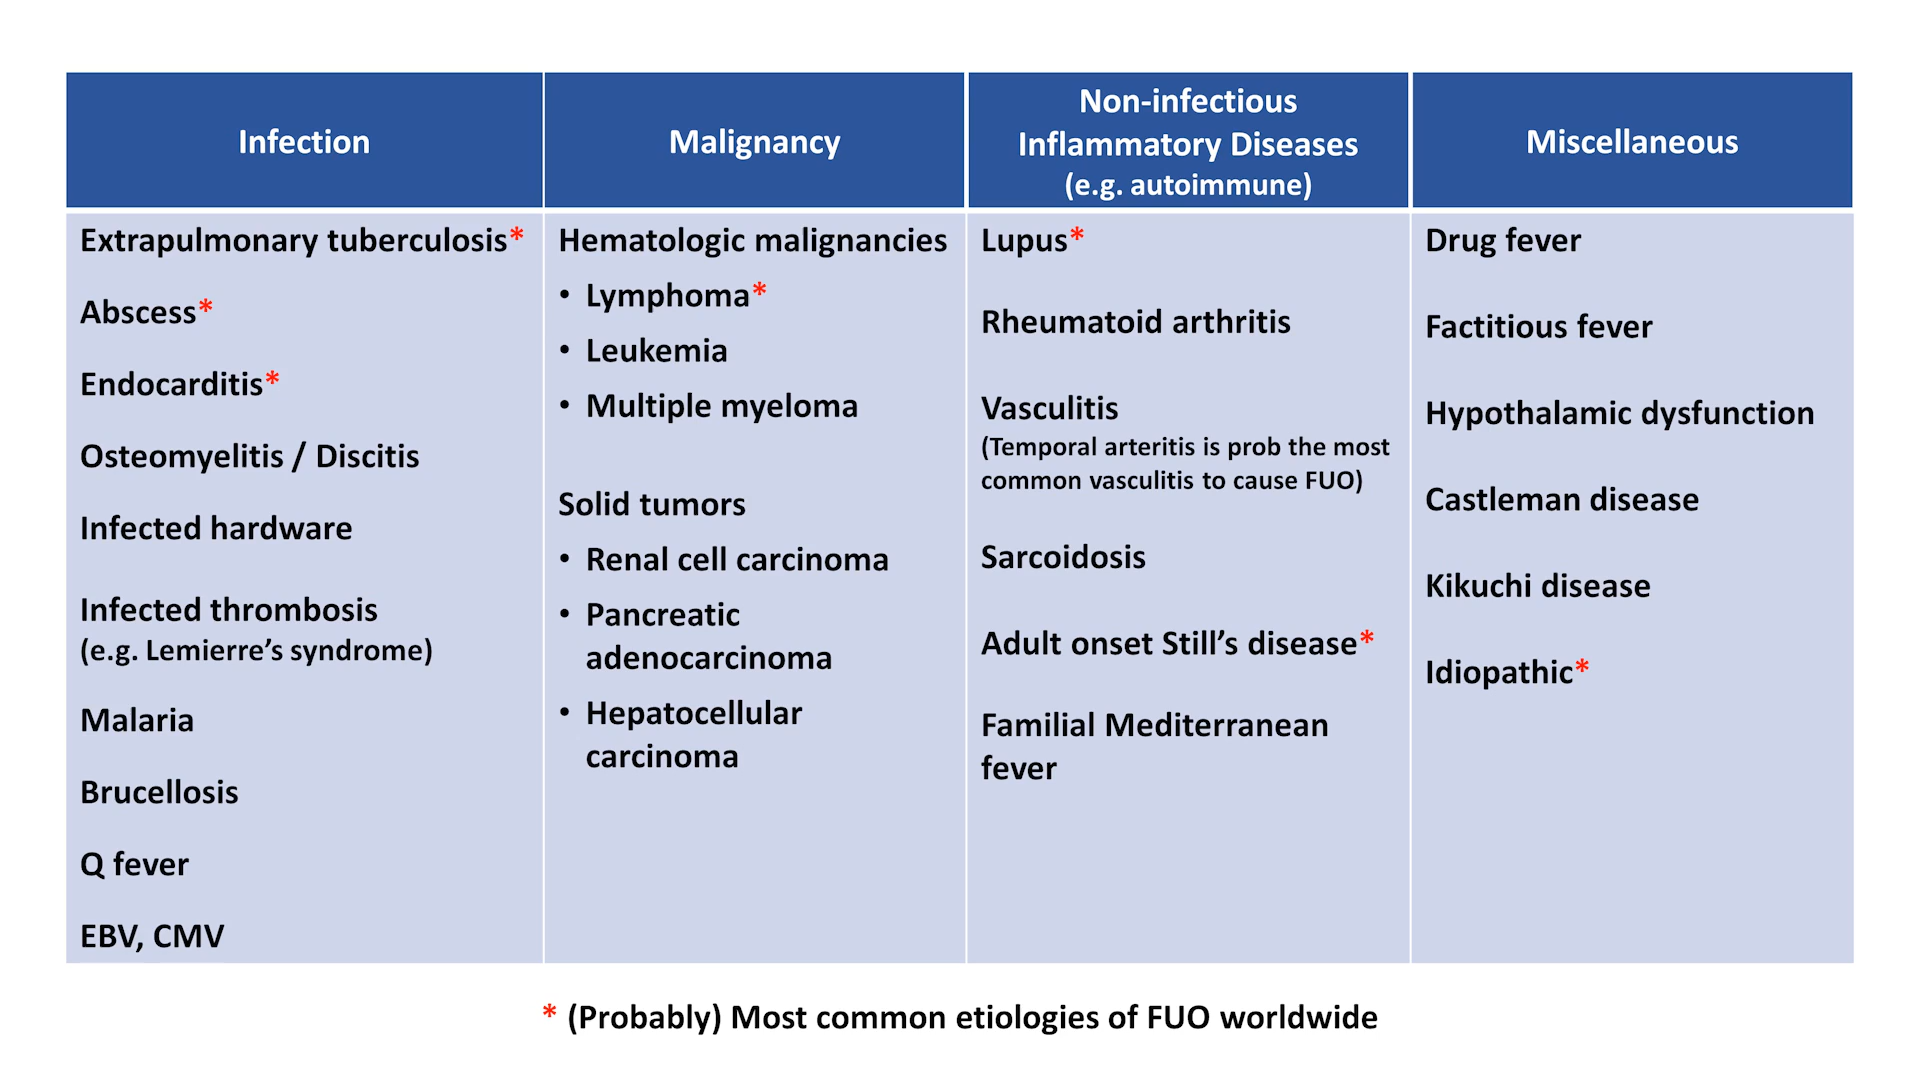 Infection
Malignancy
Non-infectious
Inflammatory Diseases
(e.g. autoimmune)
Miscellaneous
Extrapulmonary tuberculosis*
Abscess*
Endocarditis*
Osteomyelitis / Discitis
Infected hardware
Infected thrombosis
(e.g. Lemierre’s syndrome)
Malaria
Brucellosis
Q fever
EBV, CMV
Hematologic malignancies
• Lymphoma*
• Leukemia
• Multiple myeloma
Solid tumors
• Renal cell carcinoma
• Pancreatic
adenocarcinoma
• Hepatocellular
carcinoma
Lupus*
Rheumatoid arthritis
Vasculitis
(Temporal arteritis is prob the most
common vasculitis to cause FUO)
Sarcoidosis
Adult onset Still’s disease*
Familial Mediterranean
fever
Drug fever
Factitious fever
Hypothalamic dysfunction
Castleman disease
Kikuchi disease
Idiopathic*
* (Probably) Most common etiologies of FUO worldwide